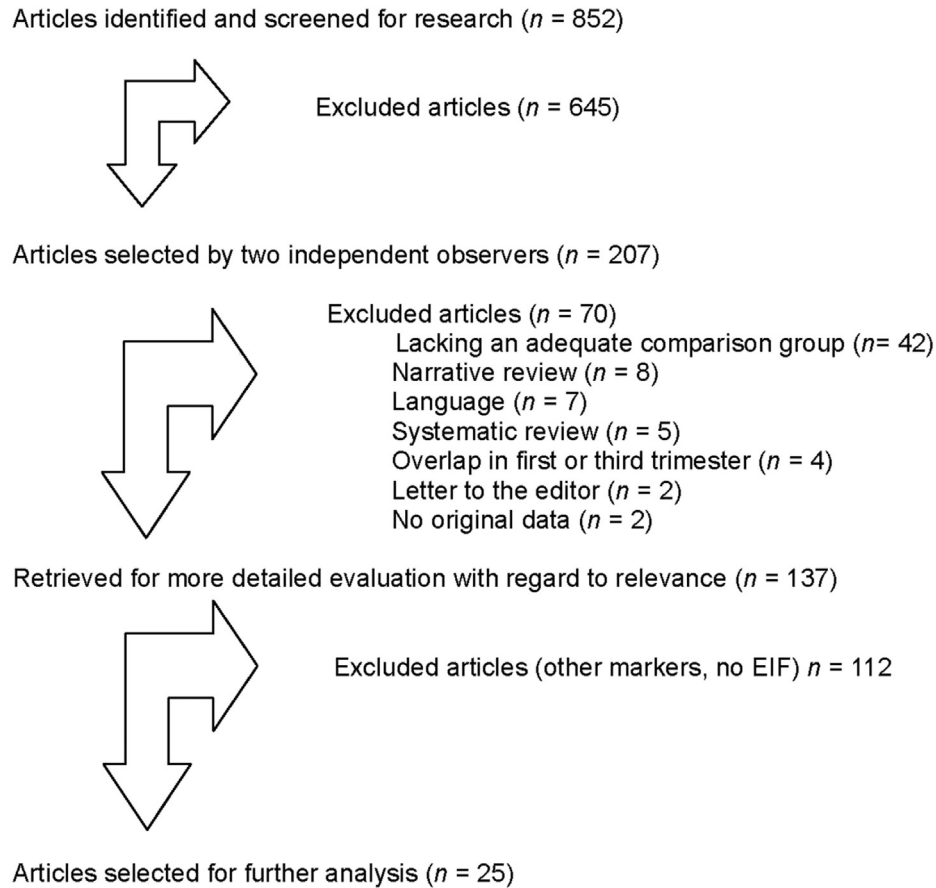 Articles identified and screened for research (n = 852)
Excluded articles (n = 645)
Articles selected by two independent observers (n = 207)
Excluded articles (n = 70)
Lacking an adequate comparison group (n= 42)
Narrative review (n = 8)
Language (n = 7)
Systematic review (n = 5)
Overlap in first or third trimester (n = 4)
Letter to the editor (n = 2)
No original data (n = 2)
Retrieved for more detailed evaluation with regard to relevance (n = 137)
Excluded articles (other markers, no EIF) n = 112
Articles selected for further analysis (n = 25)